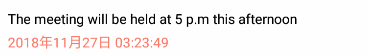 The meeting will be held at 5 p.m this afternoon
2018年11月27日 03:23:49